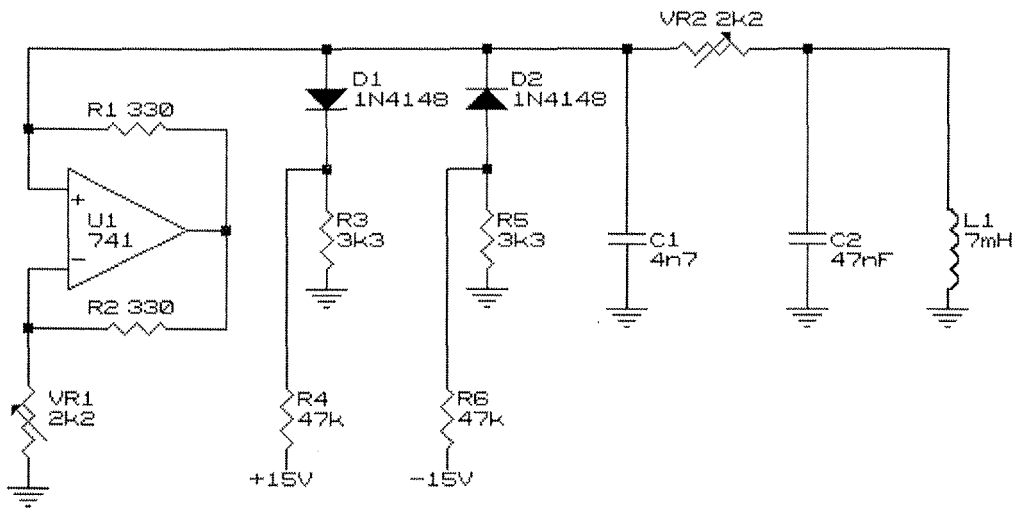 VR2 2k2
D1
1N4148
D2
1N4148
R1 330
+
U1
741
−
R3
3k3
R5
3k3
C1
4n7
C2
47nF
L1
7mH
R2 330
VR1
2k2
R4
47k
R6
47k
+15V
-15V